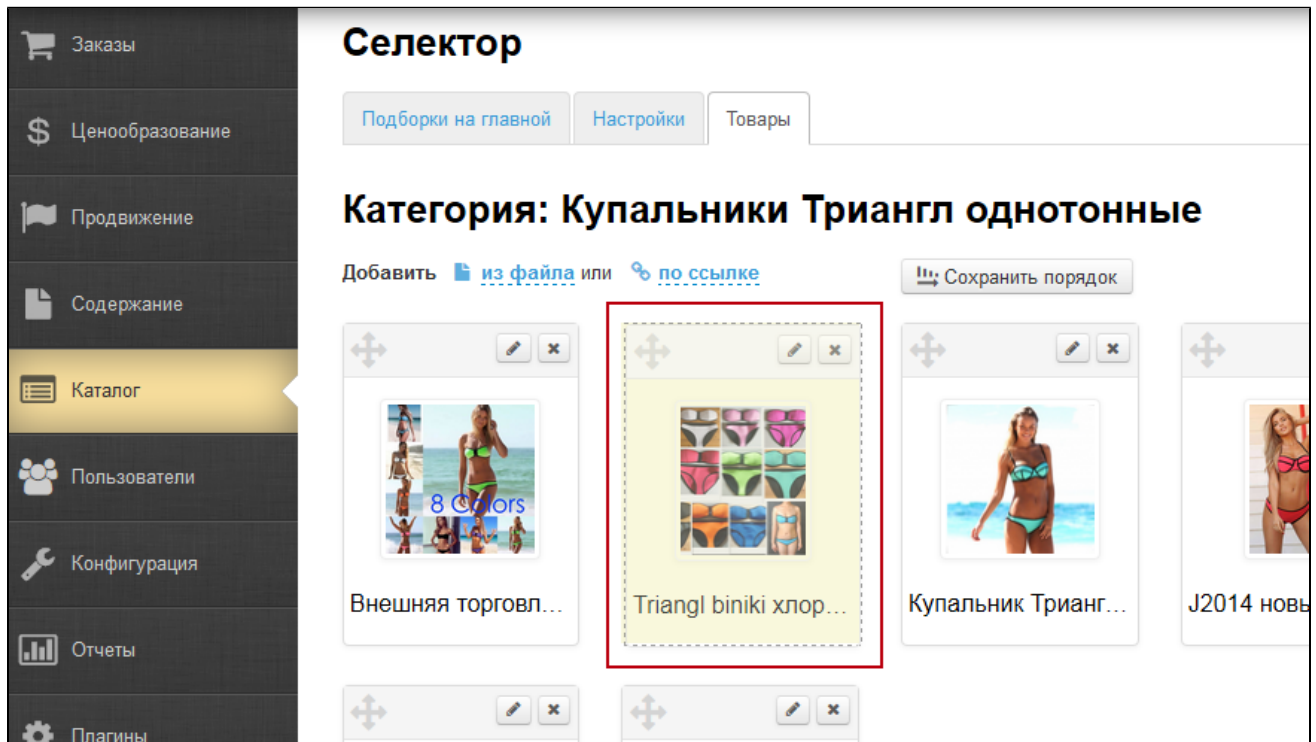 Заказы
Ценообразование
Продвижение
Содержание
Каталог
Пользователи
Конфигурация
Отчеты
Плагины
Селектор
Подборки на главной Настройки Товары
Категория: Купальники Триангл однотонные
Добавить из файла или по ссылке Сохранить порядок
8 Colors
Внешняя торговл... Triangl biniki хлор... Купальник Трианг... J2014 новы